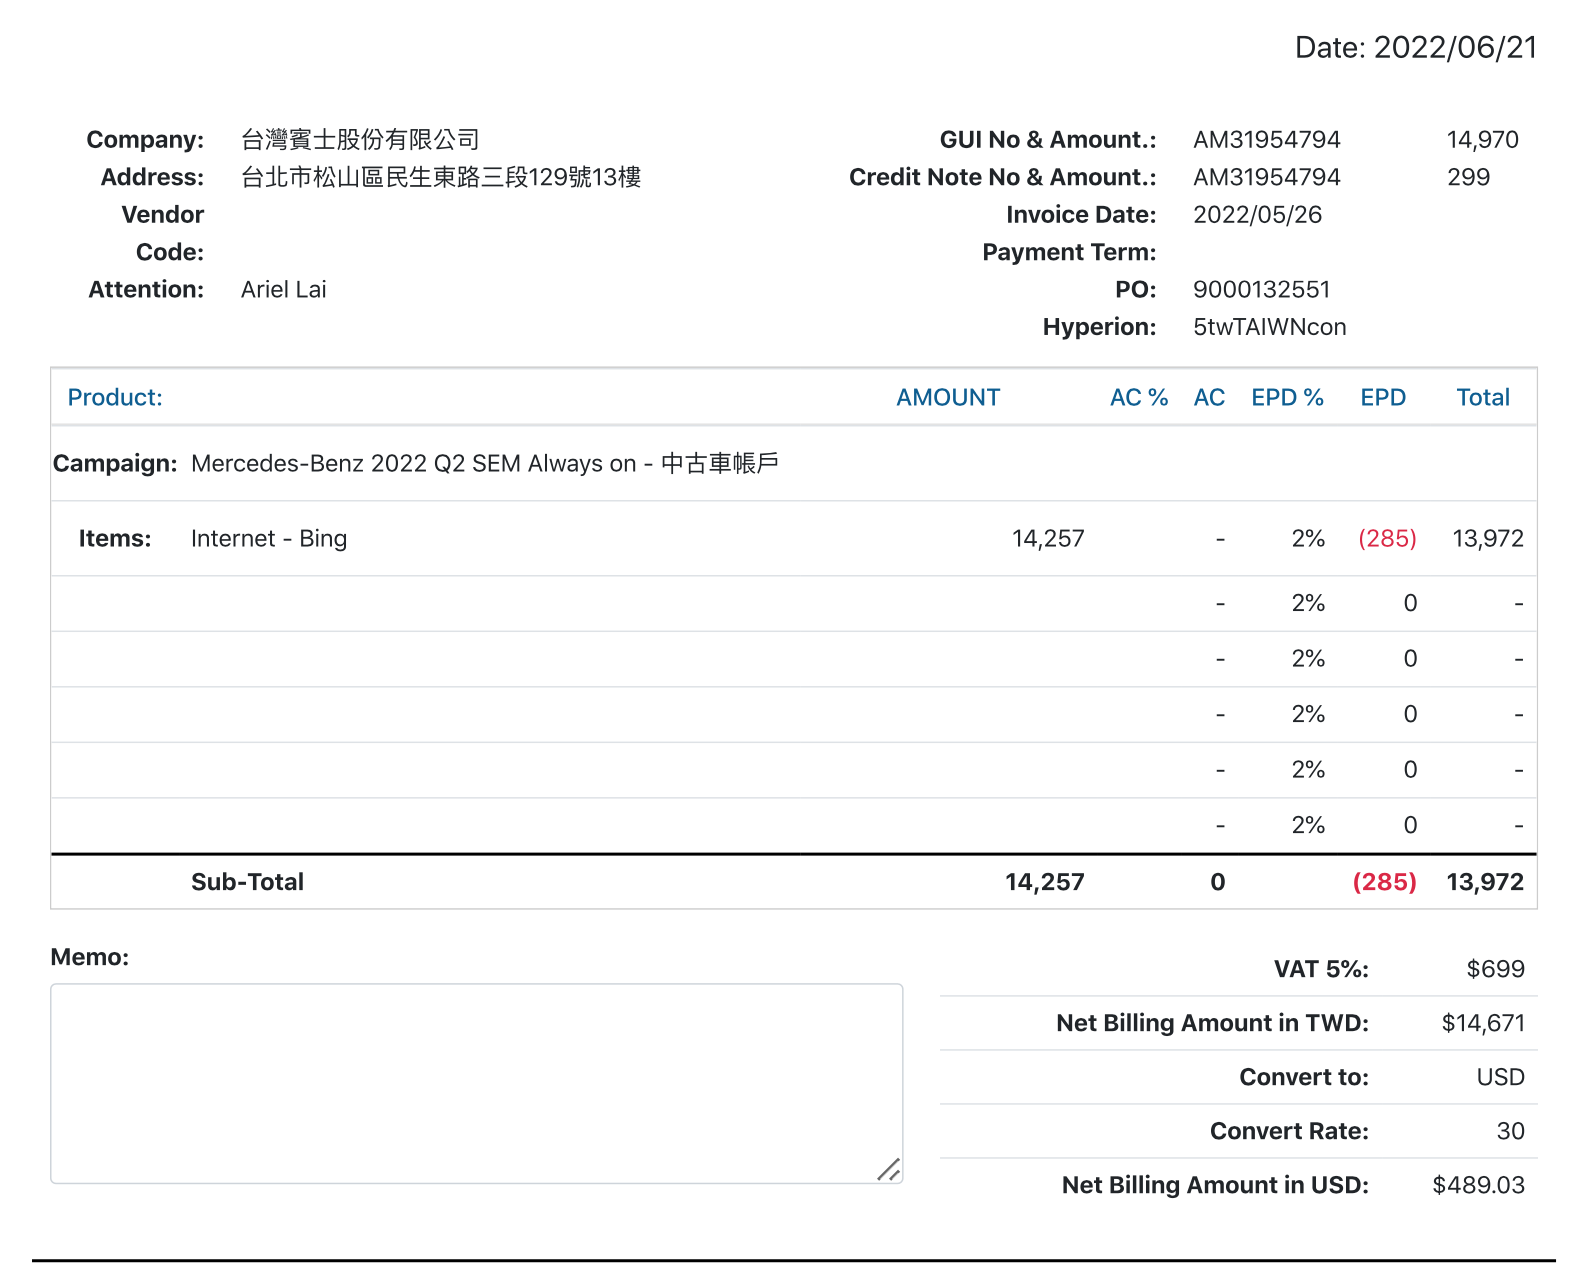 Date: 2022/06/21
Company: 台灣賓士股份有限公司
Address: 台北市松山區民生東路三段129號13樓
Vendor
Code:
Attention: Ariel Lai
GUI No & Amount.: AM31954794 14,970
Credit Note No & Amount.: AM31954794 299
Invoice Date: 2022/05/26
Payment Term:
PO: 9000132551
Hyperion: 5twTAIWNcon
Product: AMOUNT AC % AC EPD % EPD Total
Campaign: Mercedes-Benz 2022 Q2 SEM Always on - 中古車帳戶
Items: Internet - Bing 14,257 - 2% (285) 13,972
- 2% 0 -
- 2% 0 -
- 2% 0 -
- 2% 0 -
- 2% 0 -
Sub-Total 14,257 0 (285) 13,972
Memo:
VAT 5%: $699
Net Billing Amount in TWD: $14,671
Convert to: USD
Convert Rate: 30
Net Billing Amount in USD: $489.03